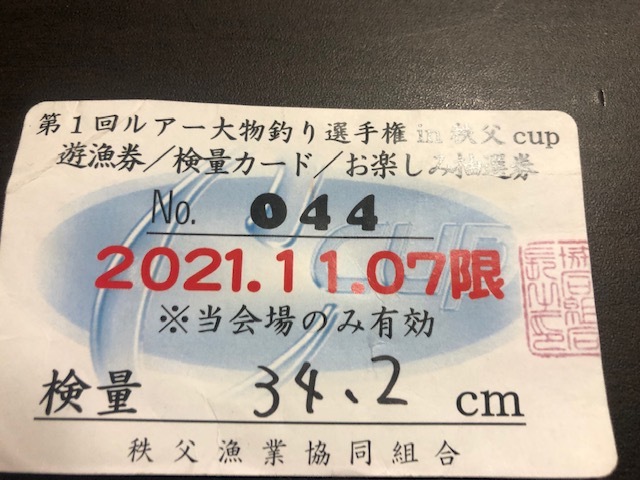 第1回ルアー大物釣り選手権 in 秩父 cup
遊漁券／検量カード／お楽しみ抽選券
No. 044
CUP
2021.11.07限
※当会場のみ有効
検量 34.2 cm
秩父漁業協同組合